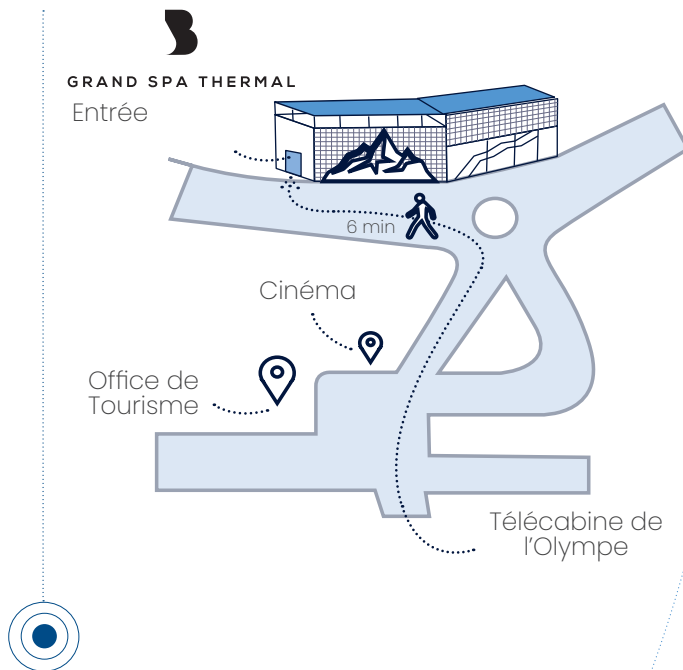 GRAND SPA THERMAL
Entrée
6 min
Cinéma
Office de
Tourisme
Télécabine de
l'Olympe